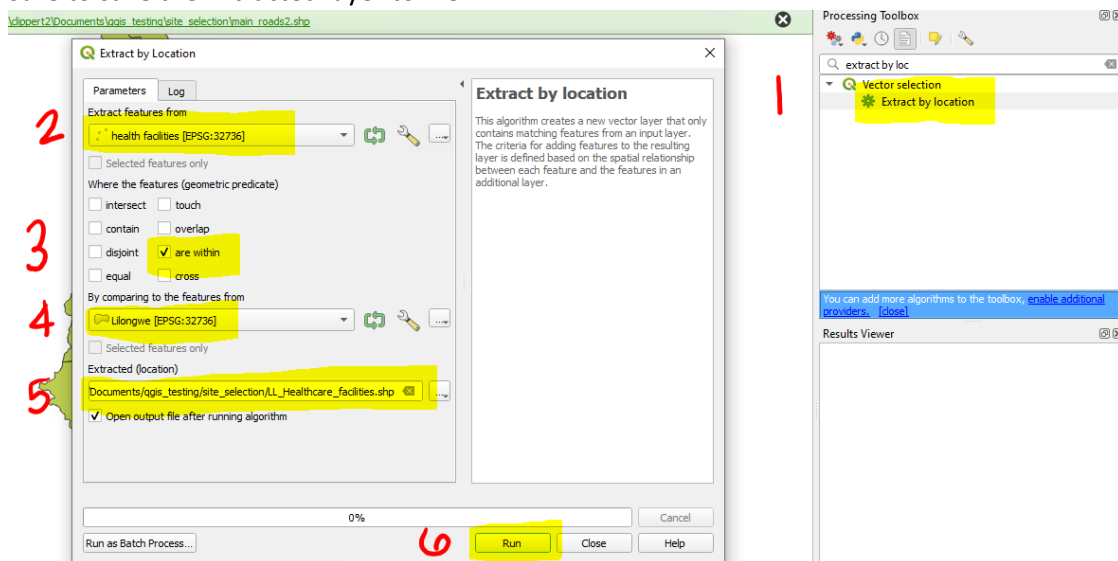 \clippert2\Documents\qgis_testing\site_selection\main_roads2.shp
Extract by Location
Parameters
Log
2
Extract features from
health facilities [EPSG:32736]
Selected features only
Where the features (geometric predicate)
intersect
touch
contain
overlap
3
disjoint
are within
equal
cross
By comparing to the features from
4
Lilongwe [EPSG:32736]
Selected features only
Extracted (location)
5
Documents/qgis_testing/site_selection/LL_Healthcare_facilities.shp
Open output file after running algorithm
Extract by location
This algorithm creates a new vector layer that only
contains matching features from an input layer.
The criteria for adding features to the resulting
layer is defined based on the spatial relationship
between each feature and the features in an
additional layer.
0%
Cancel
Run as Batch Process...
6
Run
Close
Help
Processing Toolbox
extract by loc
1
Vector selection
Extract by location
You can add more algorithms to the toolbox, enable additional
providers. [close]
Results Viewer